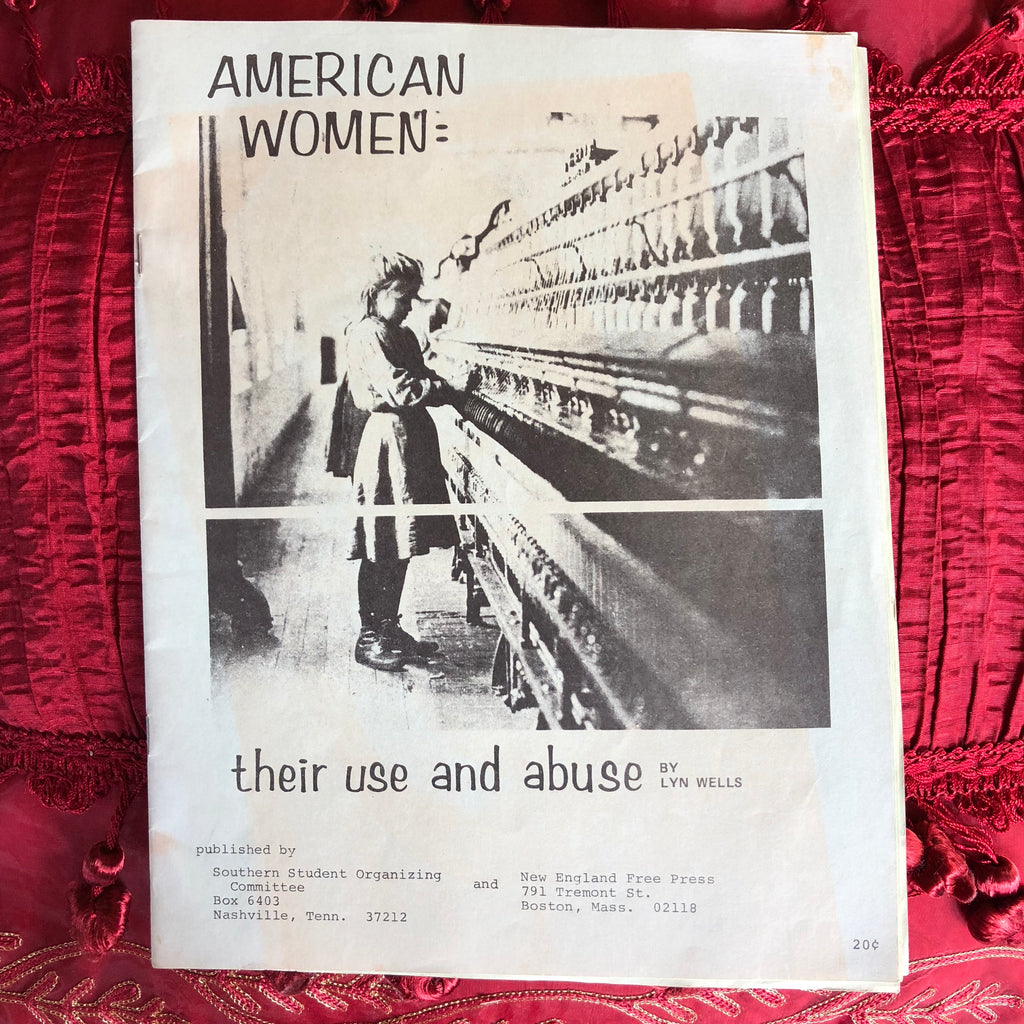 AMERICAN
WOMEN:
their use and abuse
BY
LYN WELLS
published by
Southern Student Organizing
Committee
Box 6403
Nashville, Tenn. 37212
and
New England Free Press
791 Tremont St.
Boston, Mass. 02118
20¢